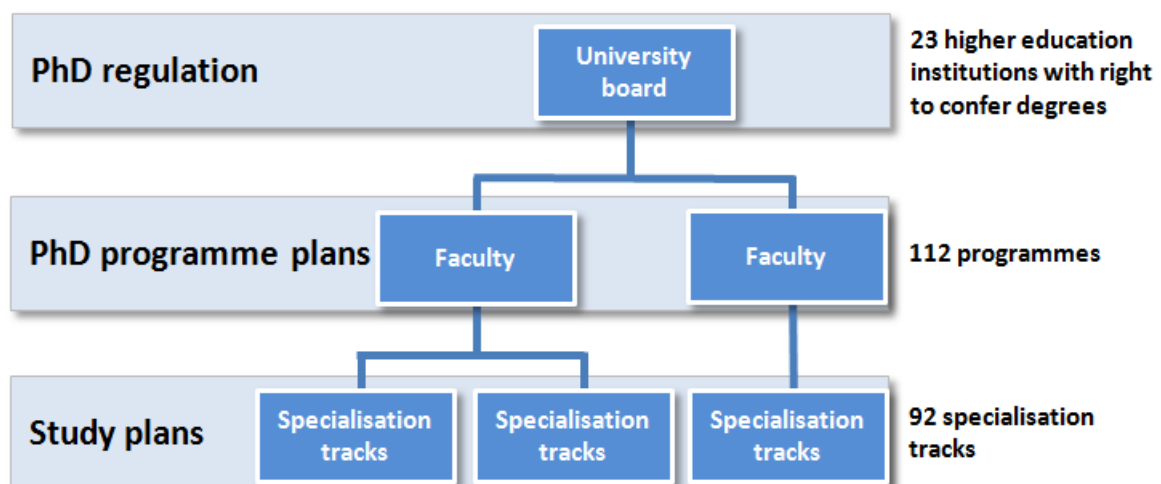 PhD regulation
University
board
23 higher education
institutions with right
to confer degrees
PhD programme plans
Faculty
Faculty
112 programmes
Study plans
Specialisation
tracks
Specialisation
tracks
Specialisation
tracks
92 specialisation
tracks